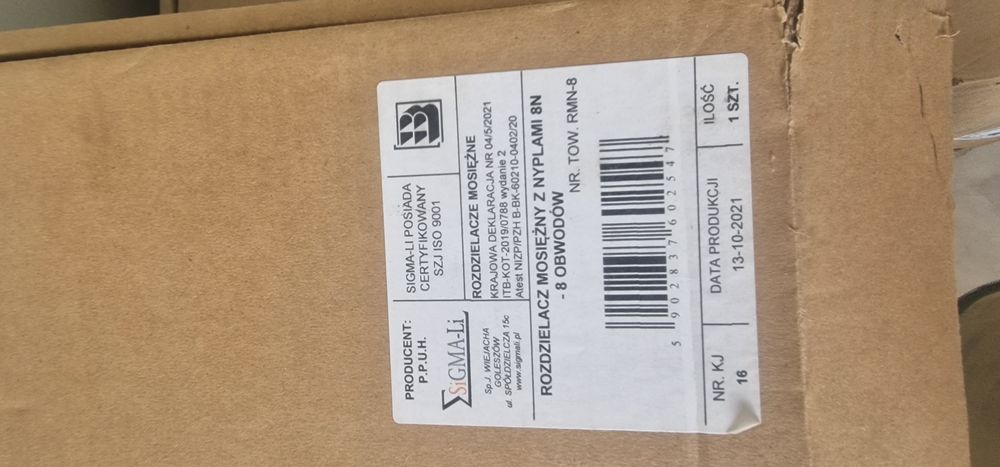 PRODUCENT:
P.P.U.H.
ΣSiGMA-Li
Sp.J. WIEJACHA
GOLESZÓW
ul. SPÓŁDZIELCZA 15c
www.sigmali.pl
SIGMA-LI POSIADA
CERTYFIKOWANY
SZJ ISO 9001
B
ROZDZIELACZE MOSIĘŻNE
KRAJOWA DEKLARACJA NR 04/5/2021
ITB-KOT-2019/0788 wydanie 2
Atest NIZP/PZH B-BK-60210-0402/20
ROZDZIELACZ MOSIĘŻNY Z NYPLAMI 8N
- 8 OBWODÓW
NR. TOW. RMN-8
5 902837 602547
NR. KJ
16
DATA PRODUKCJI
13-10-2021
ILOŚĆ
1 SZT.